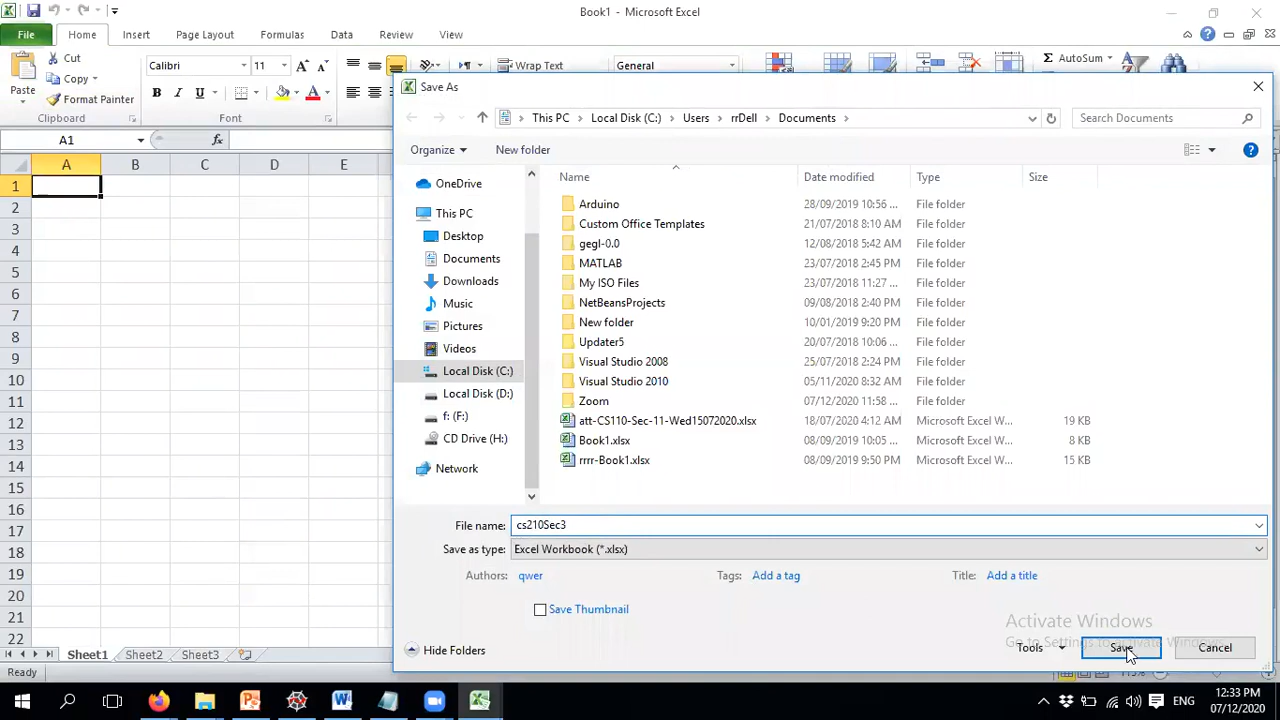 Book1 - Microsoft Excel
File Home Insert Page Layout Formulas Data Review View
Cut
Calibri 11 A A Wrap Text General Σ AutoSum
Paste Copy
Format Painter B I U
Clipboard Font
A1 fx
Save As
This PC > Local Disk (C:) > Users > rrDell > Documents > Search Documents
Organize New folder
A B C D E
Name Date modified Type Size
OneDrive
This PC
Desktop
Documents
Downloads
Music
Pictures
Videos
Local Disk (C:)
Local Disk (D:)
f: (F:)
CD Drive (H:)
Network
Arduino 28/09/2019 10:56 ... File folder
Custom Office Templates 21/07/2018 8:10 AM File folder
gegl-0.0 12/08/2018 5:42 AM File folder
MATLAB 23/07/2018 2:45 PM File folder
My ISO Files 23/07/2018 11:27 ... File folder
NetBeansProjects 09/08/2018 2:40 PM File folder
New folder 10/01/2019 9:20 PM File folder
Updater5 20/07/2018 10:06 ... File folder
Visual Studio 2008 25/07/2018 2:24 PM File folder
Visual Studio 2010 05/11/2020 8:32 AM File folder
Zoom 07/12/2020 11:58 ... File folder
att-CS110-Sec-11-Wed15072020.xlsx 18/07/2020 4:12 AM Microsoft Excel W... 19 KB
Book1.xlsx 08/09/2019 10:05 ... Microsoft Excel W... 8 KB
rrrr-Book1.xlsx 08/09/2019 9:50 PM Microsoft Excel W... 15 KB
1
2
3
4
5
6
7
8
9
10
11
12
13
14
15
16
17
18
19
20
21
22
File name: cs210Sec3
Save as type: Excel Workbook (*.xlsx)
Authors: qwer Tags: Add a tag Title: Add a title
Save Thumbnail
Activate Windows
Go to Settings to activate Windows.
Hide Folders Tools Save Cancel
Sheet1 Sheet2 Sheet3
Ready 115%
ENG
12:33 PM
07/12/2020